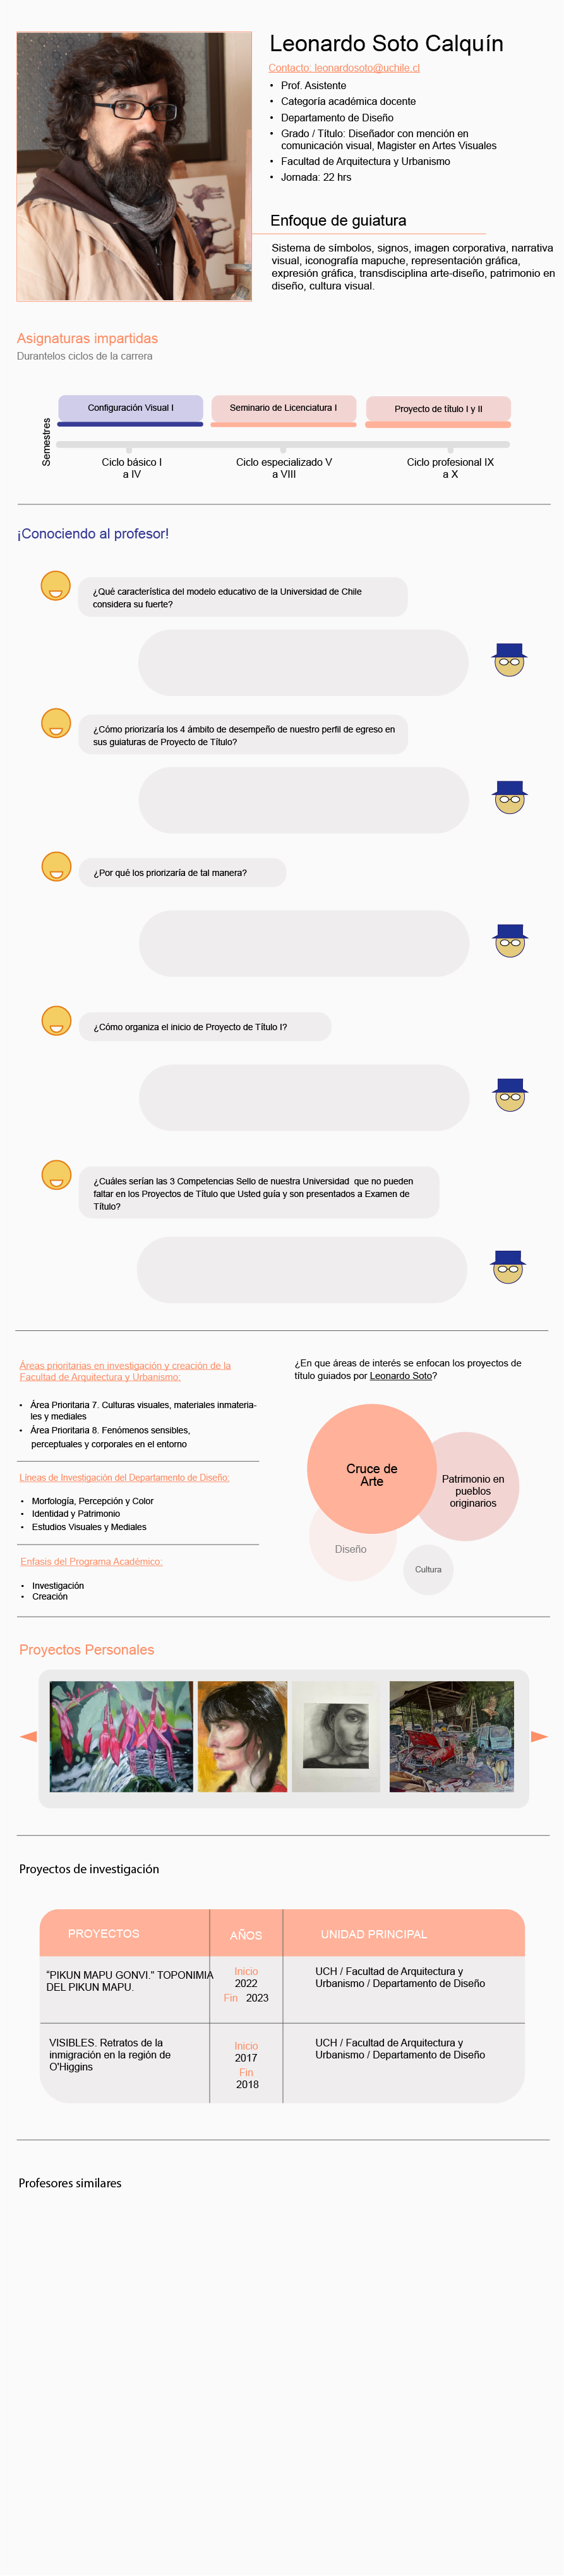 Leonardo Soto Calquín
Contacto: leonardosoto@uchile.cl
• Prof. Asistente
• Categoría académica docente
• Departamento de Diseño
• Grado / Título: Diseñador con mención en
comunicación visual, Magister en Artes Visuales
• Facultad de Arquitectura y Urbanismo
• Jornada: 22 hrs
Enfoque de guiatura
Sistema de símbolos, signos, imagen corporativa, narrativa
visual, iconografía mapuche, representación gráfica,
expresión gráfica, transdisciplina arte-diseño, patrimonio en
diseño, cultura visual.
Asignaturas impartidas
Durantelos ciclos de la carrera
Semestres
Configuración Visual I
Seminario de Licenciatura I
Proyecto de título I y II
Ciclo básico I
a IV
Ciclo especializado V
a VIII
Ciclo profesional IX
a X
¡Conociendo al profesor!
¿Qué característica del modelo educativo de la Universidad de Chile
considera su fuerte?
¿Cómo priorizaría los 4 ámbito de desempeño de nuestro perfil de egreso en
sus guiaturas de Proyecto de Título?
¿Por qué los priorizaría de tal manera?
¿Cómo organiza el inicio de Proyecto de Título I?
¿Cuáles serían las 3 Competencias Sello de nuestra Universidad que no pueden
faltar en los Proyectos de Título que Usted guía y son presentados a Examen de
Título?
Áreas prioritarias en investigación y creación de la
Facultad de Arquitectura y Urbanismo:
• Área Prioritaria 7. Culturas visuales, materiales inmateria-
les y mediales
• Área Prioritaria 8. Fenómenos sensibles,
perceptuales y corporales en el entorno
Líneas de Investigación del Departamento de Diseño:
• Morfología, Percepción y Color
• Identidad y Patrimonio
• Estudios Visuales y Mediales
Enfasis del Programa Académico:
• Investigación
• Creación
¿En que áreas de interés se enfocan los proyectos de
título guiados por Leonardo Soto?
Cruce de
Arte
Patrimonio en
pueblos
originarios
Diseño
Cultura
Proyectos Personales
Proyectos de investigación
PROYECTOS
AÑOS
UNIDAD PRINCIPAL
“PIKUN MAPU GONVI.” TOPONIMIA
DEL PIKUN MAPU.
Inicio
2022
Fin 2023
UCH / Facultad de Arquitectura y
Urbanismo / Departamento de Diseño
VISIBLES. Retratos de la
inmigración en la región de
O'Higgins
Inicio
2017
Fin
2018
UCH / Facultad de Arquitectura y
Urbanismo / Departamento de Diseño
Profesores similares